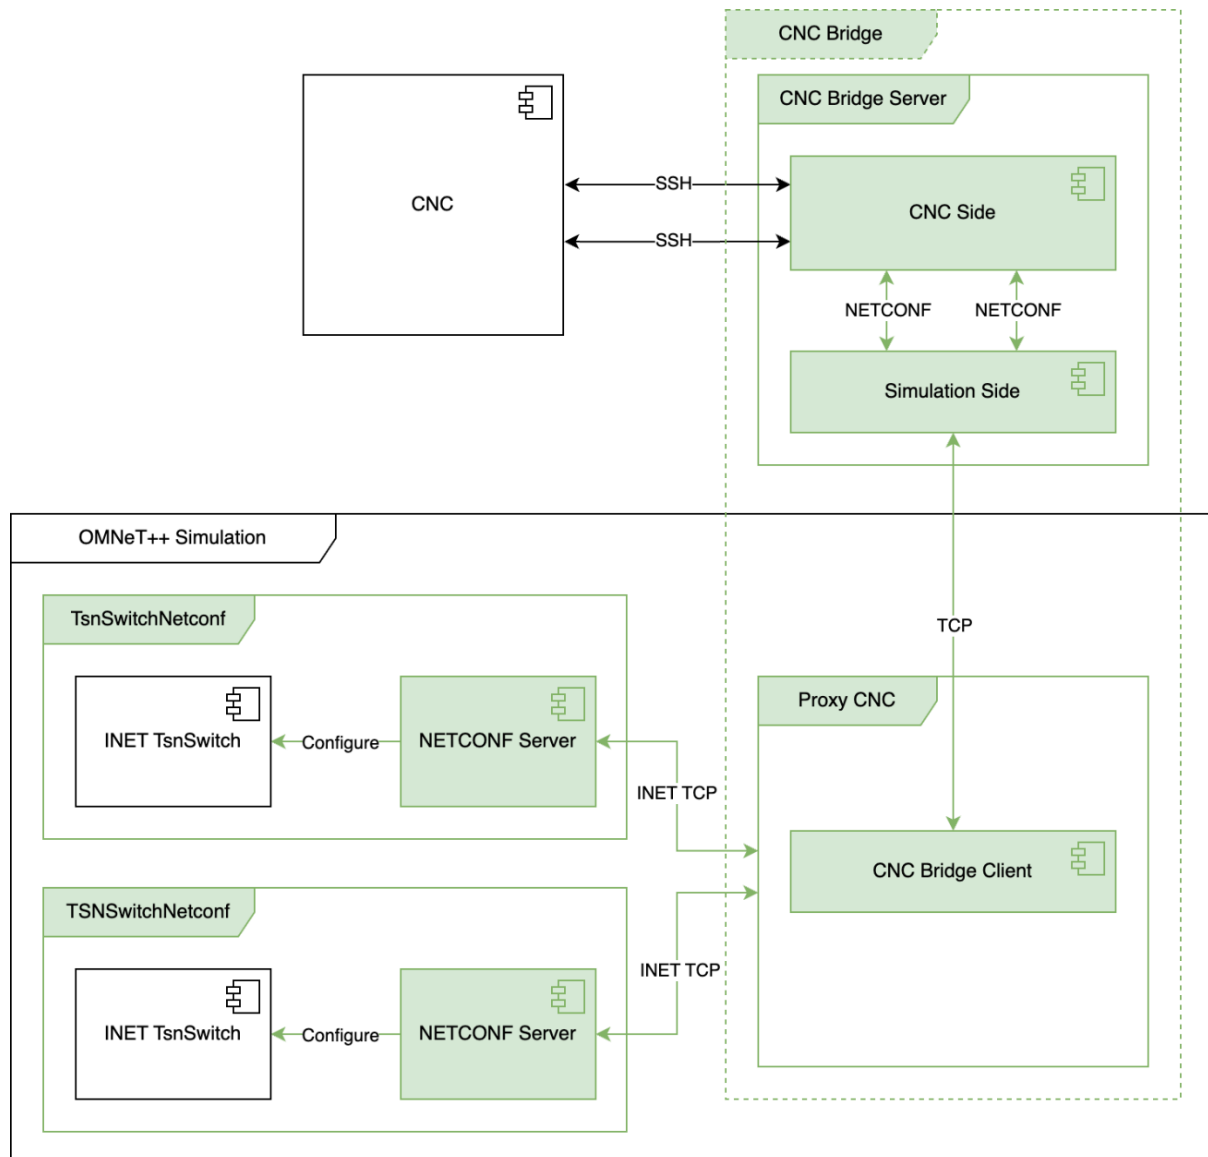 CNC Bridge
CNC Bridge Server
CNC
SSH
CNC Side
SSH
NETCONF
NETCONF
Simulation Side
OMNeT++ Simulation
TsnSwitchNetconf
TCP
INET TsnSwitch
Configure
NETCONF Server
Proxy CNC
INET TCP
CNC Bridge Client
TSNSwitchNetconf
INET TCP
INET TsnSwitch
Configure
NETCONF Server